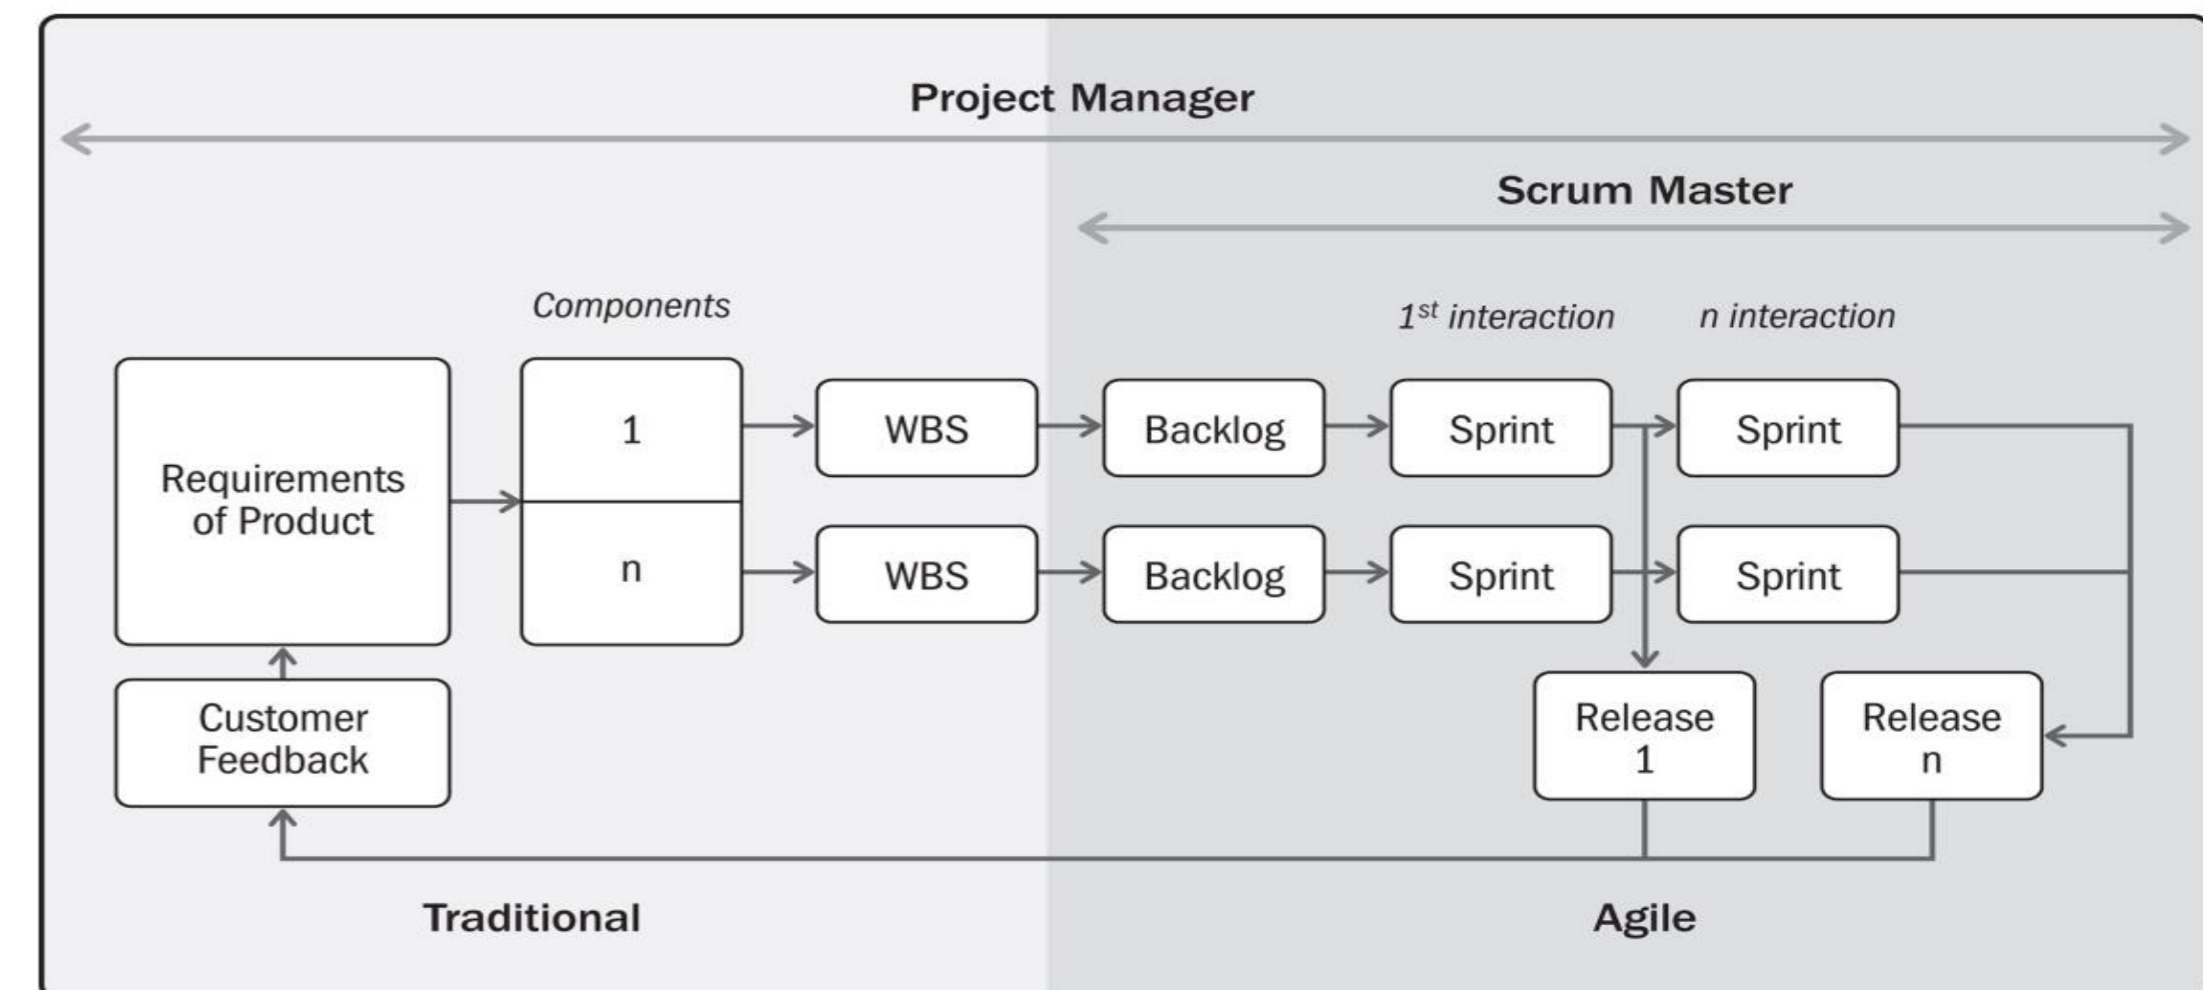 Project Manager
Scrum Master
Components
1st interaction
n interaction
Requirements
of Product
1
n
WBS
Backlog
Sprint
Sprint
WBS
Backlog
Sprint
Sprint
Customer
Feedback
Release
1
Release
n
Traditional
Agile